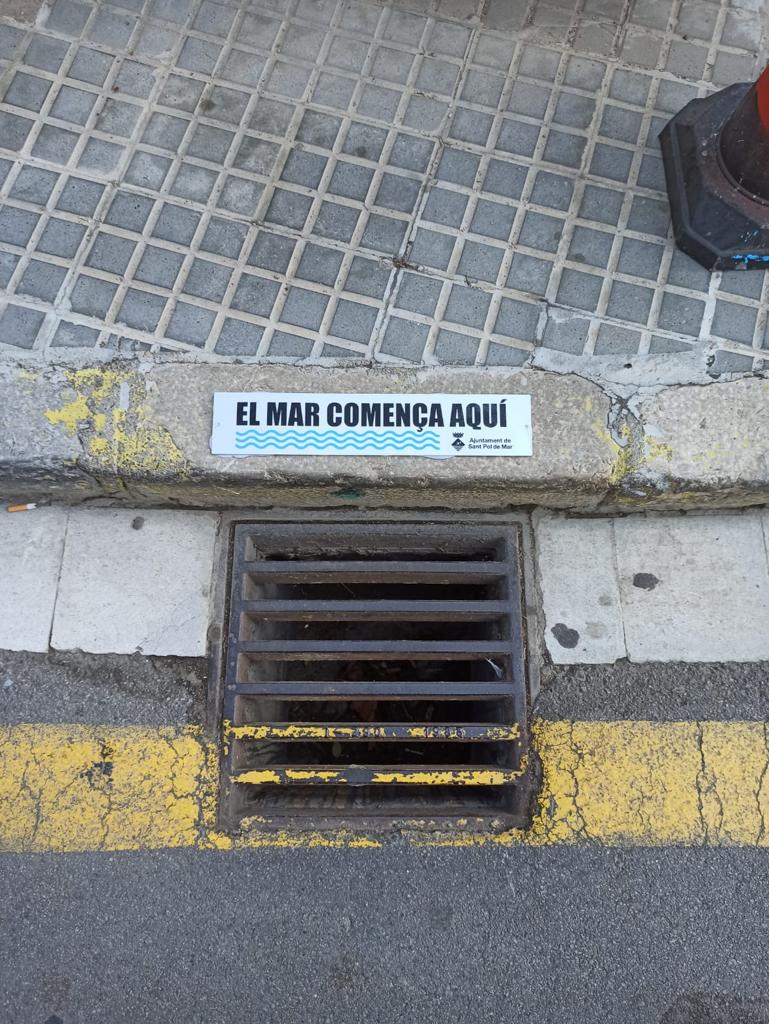 EL MAR COMENÇA AQUÍ
Ajuntament de
Sant Pol de Mar